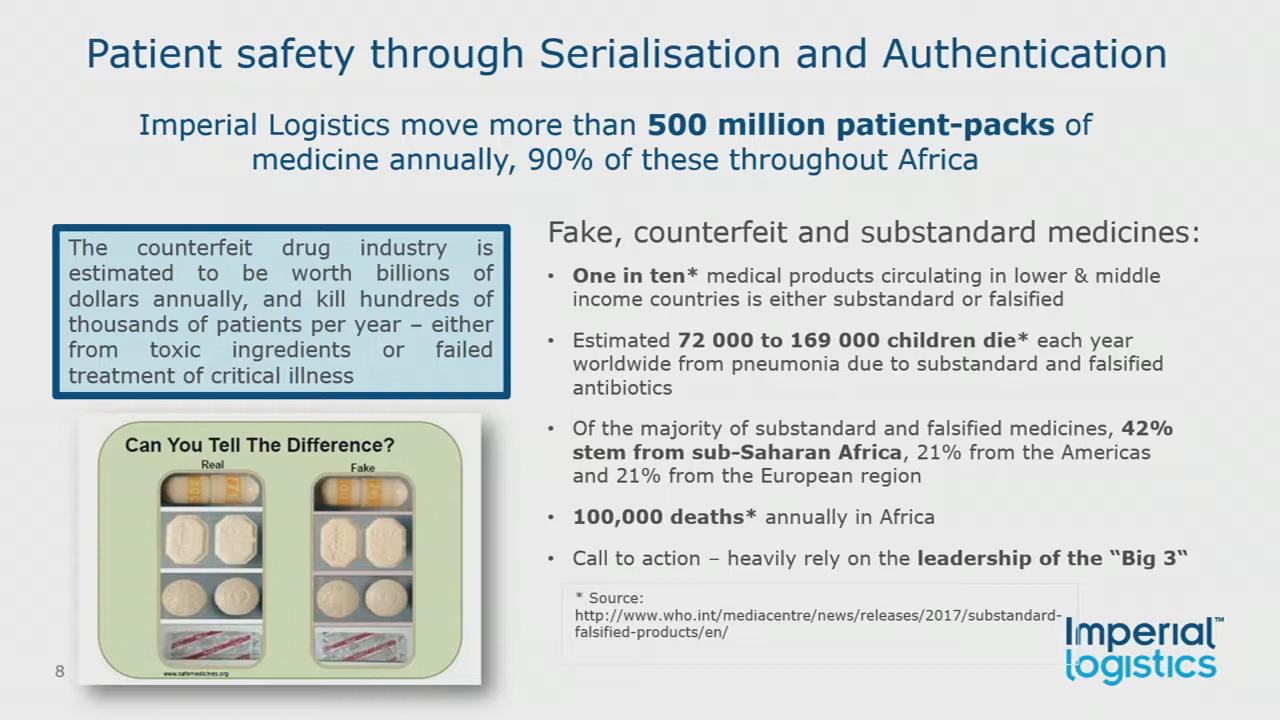 Patient safety through Serialisation and Authentication
Imperial Logistics move more than 500 million patient-packs of
medicine annually, 90% of these throughout Africa
The counterfeit drug industry is
estimated to be worth billions of
dollars annually, and kill hundreds of
thousands of patients per year – either
from toxic ingredients or failed
treatment of critical illness
Can You Tell The Difference?
Real
Fake
www.safemedicines.org
8
Fake, counterfeit and substandard medicines:
• One in ten* medical products circulating in lower & middle
income countries is either substandard or falsified
• Estimated 72 000 to 169 000 children die* each year
worldwide from pneumonia due to substandard and falsified
antibiotics
• Of the majority of substandard and falsified medicines, 42%
stem from sub-Saharan Africa, 21% from the Americas
and 21% from the European region
• 100,000 deaths* annually in Africa
• Call to action – heavily rely on the leadership of the “Big 3“
* Source:
http://www.who.int/mediacentre/news/releases/2017/substandard-
falsified-products/en/
Imperial™
logistics